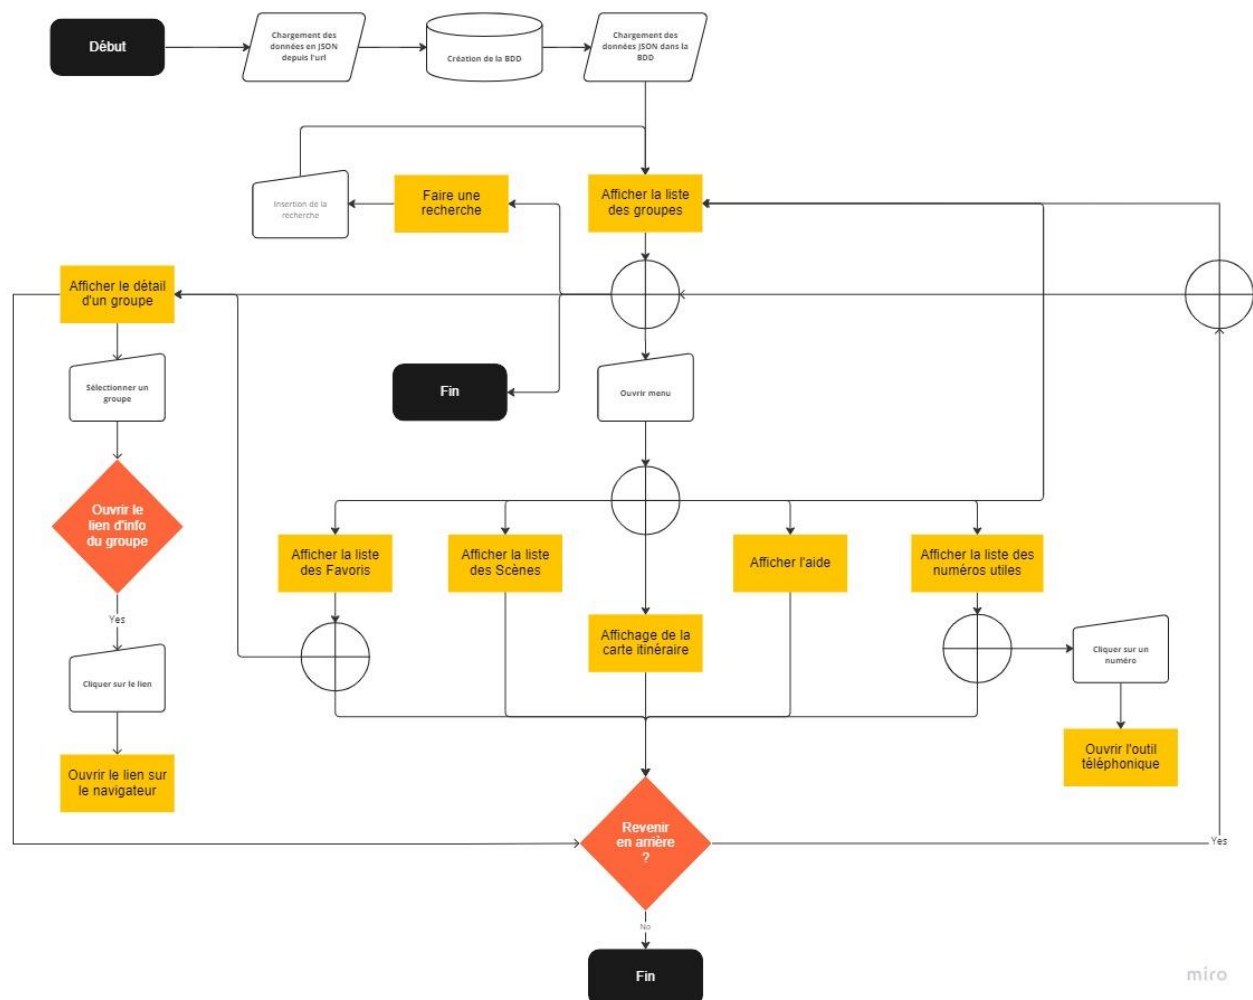 Début
Chargement des
données en JSON
depuis l'url
Création de la BDD
Chargement des
données JSON dans la
BDD
Insertion de la
recherche
Faire une
recherche
Afficher la liste
des groupes
Afficher le détail
d'un groupe
Sélectionner un
groupe
Fin
Ouvrir menu
Ouvrir le
lien d'info
du groupe
Afficher la liste
des Favoris
Afficher la liste
des Scènes
Afficher l'aide
Afficher la liste des
numéros utiles
Yes
Affichage de la
carte itinéraire
Cliquer sur un
numéro
Cliquer sur le lien
Ouvrir l'outil
téléphonique
Ouvrir le lien sur
le navigateur
Revenir
en arrière
?
Yes
No
Fin
miro